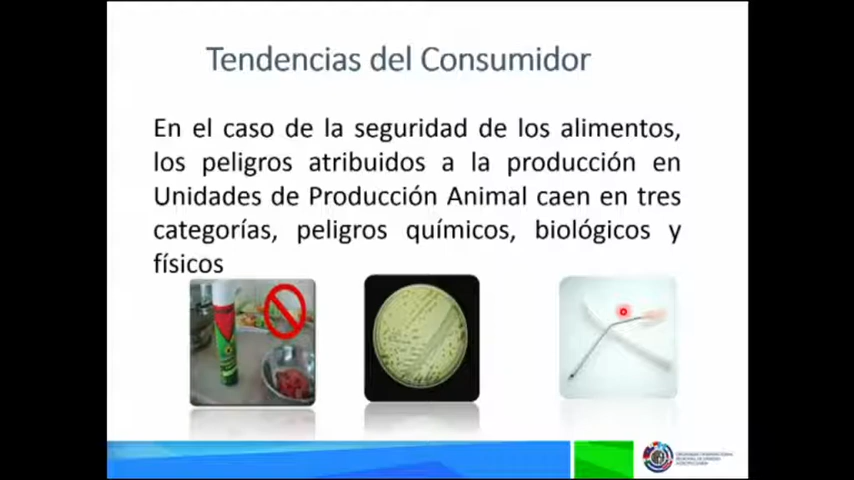 Tendencias del Consumidor
En el caso de la seguridad de los alimentos,
los peligros atribuidos a la producción en
Unidades de Producción Animal caen en tres
categorías, peligros químicos, biológicos y
físicos